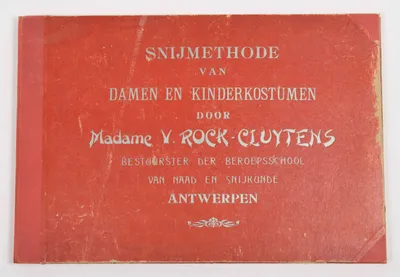 SNIJMETHODE
VAN
DAMEN EN KINDERKOSTUMEN
DOOR
Madame V. ROCK-CLUYTENS
BESTUURSTER DER BEROEPSSCHOOL
VAN NAAD EN SNIJKUNDE
ANTWERPEN